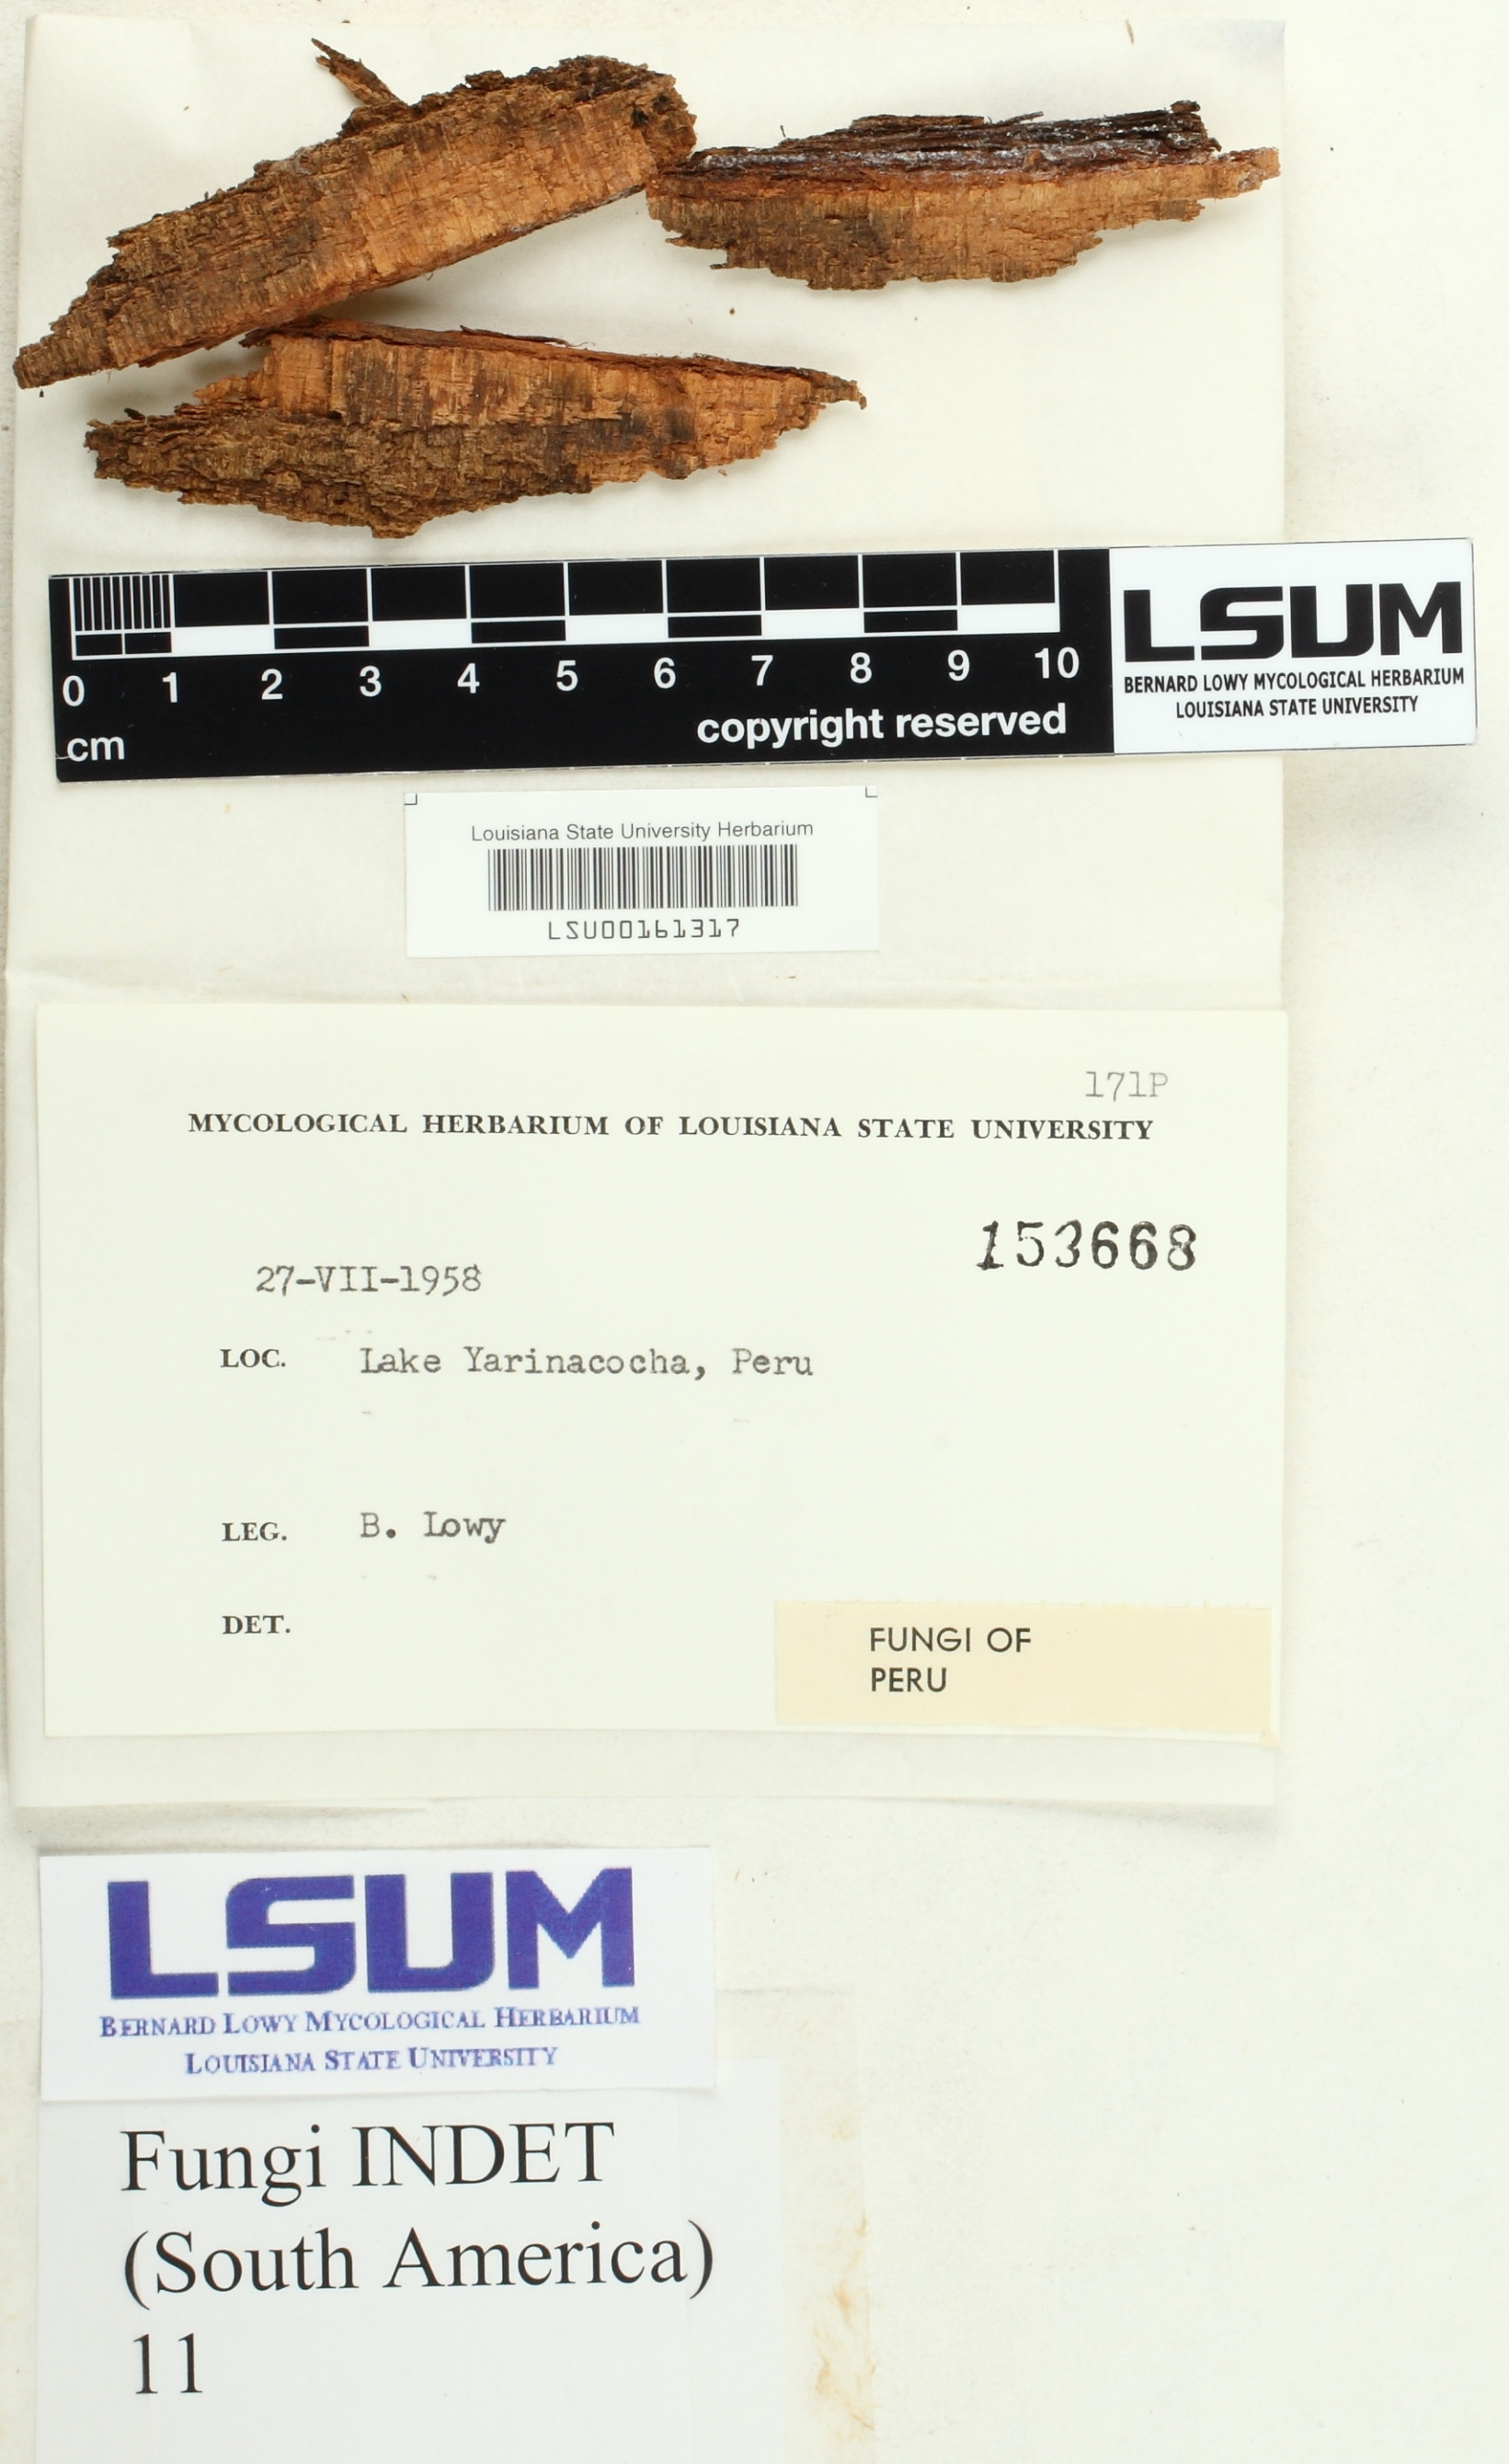 0 1 2 3 4 5 6 7 8 9 10
cm
copyright reserved
LSUM
BERNARD LOWY MYCOLOGICAL HERBARIUM
LOUISIANA STATE UNIVERSITY
Louisiana State University Herbarium
LSU00161317
171P
MYCOLOGICAL HERBARIUM OF LOUISIANA STATE UNIVERSITY
153668
27-VII-1958
LOC. Lake Yarinacocha, Peru
LEG. B. Lowy
DET.
FUNGI OF
PERU
LSUM
BERNARD LOWY MYCOLOGICAL HERBARIUM
LOUISIANA STATE UNIVERSITY
Fungi INDET
(South America)
11